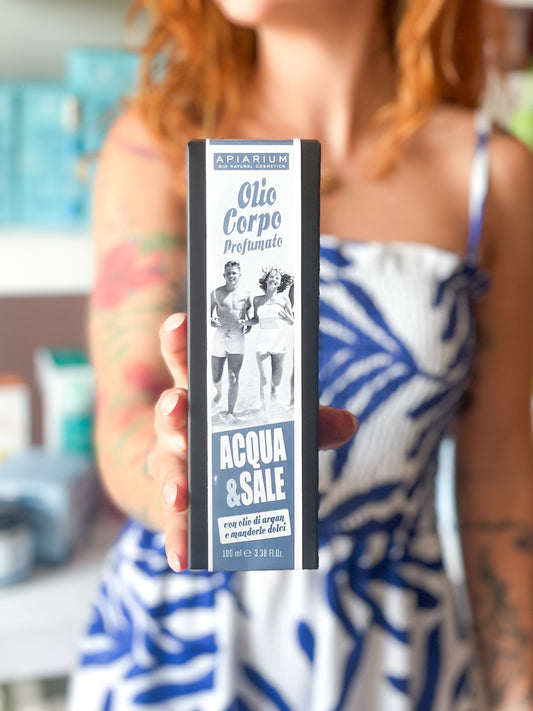 APIARIUM
BIO NATURAL COSMETICS
Olio
Corpo
Profumato
ACQUA
&SALE
con olio di argan
e mandorle dolci
100 ml e 3.38 Fl.Oz.